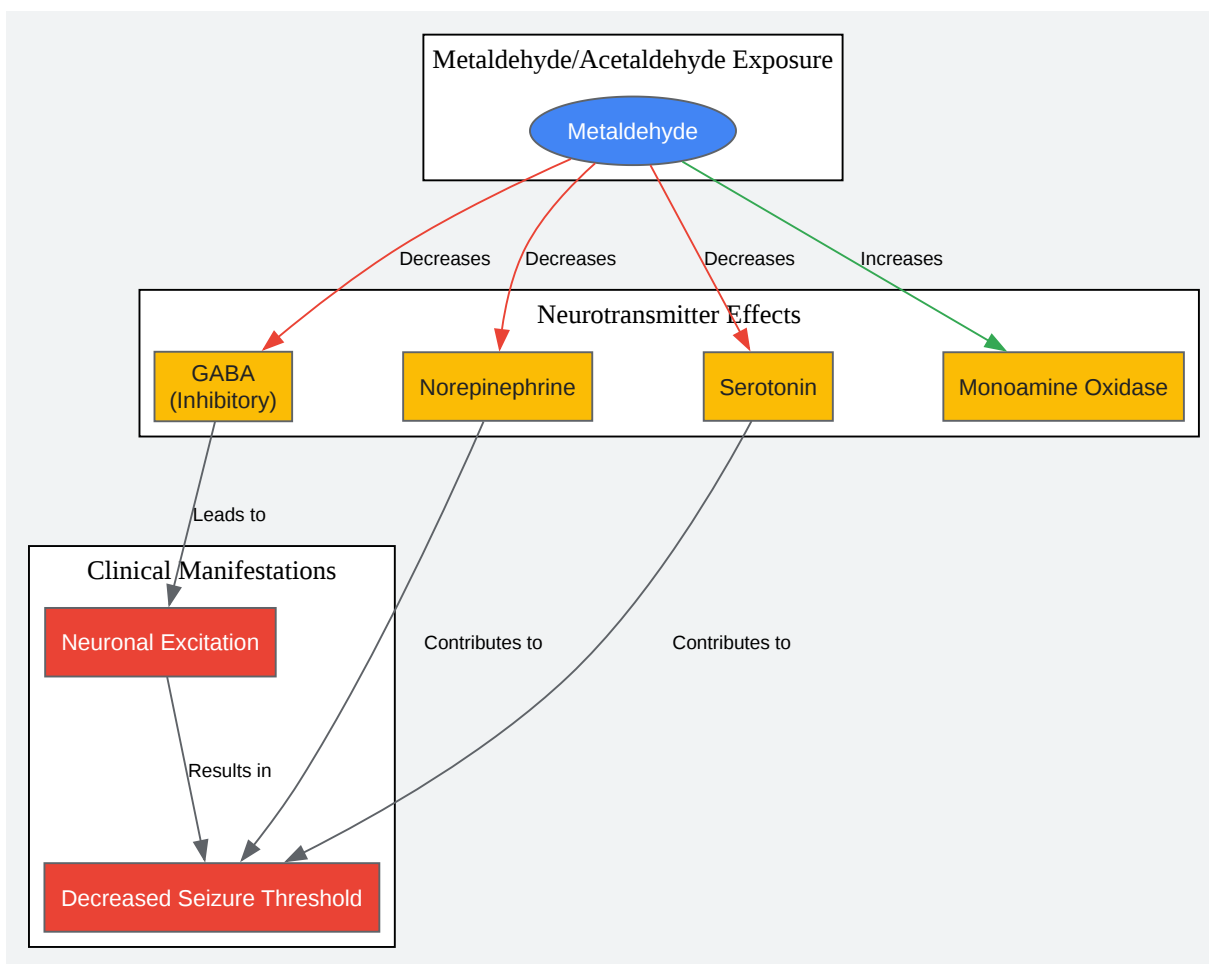 Metaldehyde/Acetaldehyde Exposure
Metaldehyde
Decreases
Decreases
Decreases
Increases
Neurotransmitter Effects
GABA
(Inhibitory)
Norepinephrine
Serotonin
Monoamine Oxidase
Leads to
Clinical Manifestations
Neuronal Excitation
Contributes to
Contributes to
Results in
Decreased Seizure Threshold